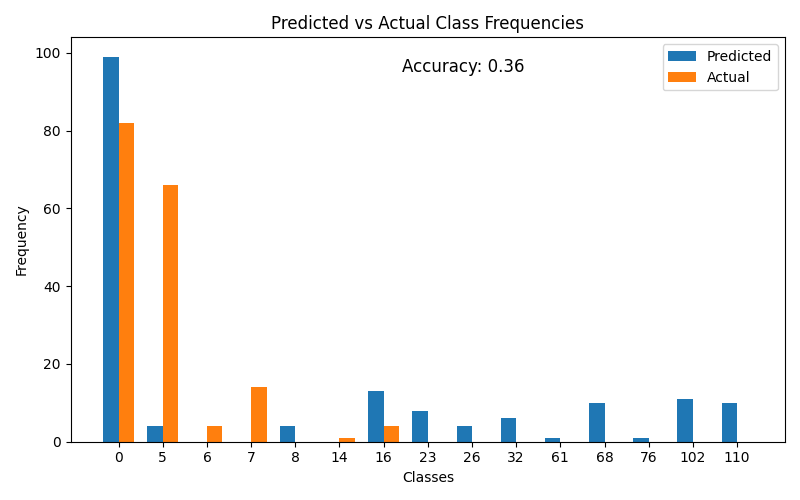 Predicted vs Actual Class Frequencies
Accuracy: 0.36
Predicted
Actual
Frequency
100
80
60
40
20
0
0 5 6 7 8 14 16 23 26 32 61 68 76 102 110
Classes